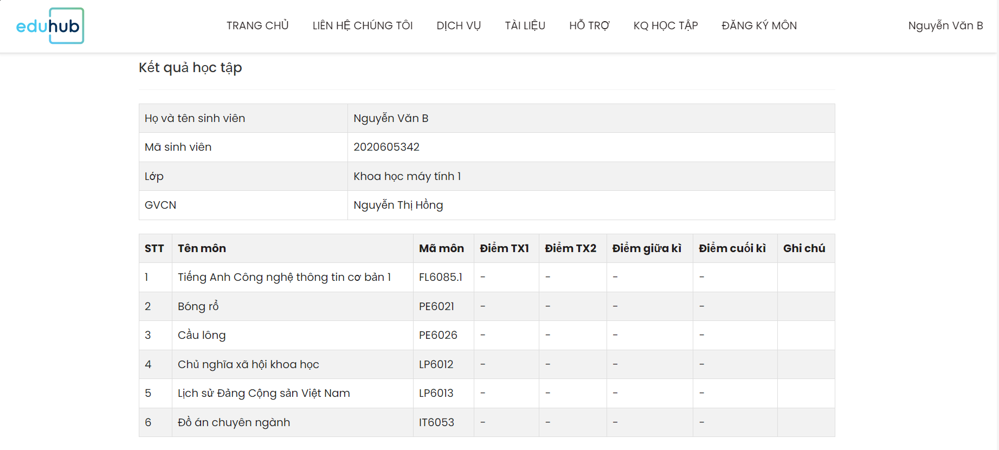 eduhub TRANG CHỦ LIÊN HỆ CHÚNG TÔI DỊCH VỤ TÀI LIỆU HỖ TRỢ KQ HỌC TẬP ĐĂNG KÝ MÔN Nguyễn Văn B
Kết quả học tập
Họ và tên sinh viên Nguyễn Văn B
Mã sinh viên 2020605342
Lớp Khoa học máy tính 1
GVCN Nguyễn Thị Hồng
STT Tên môn Mã môn Điểm TX1 Điểm TX2 Điểm giữa kì Điểm cuối kì Ghi chú
1 Tiếng Anh Công nghệ thông tin cơ bản 1 FL6085.1 - - - -
2 Bóng rổ PE6021 - - - -
3 Cầu lông PE6026 - - - -
4 Chủ nghĩa xã hội khoa học LP6012 - - - -
5 Lịch sử Đảng Cộng sản Việt Nam LP6013 - - - -
6 Đồ án chuyên ngành IT6053 - - - -